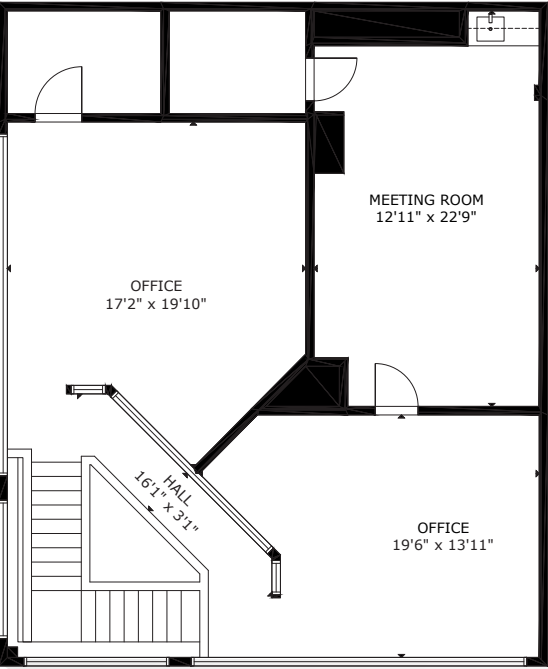 MEETING ROOM
12'11" x 22'9"
OFFICE
17'2" x 19'10"
HALL
16'1" x 3'1"
OFFICE
19'6" x 13'11"